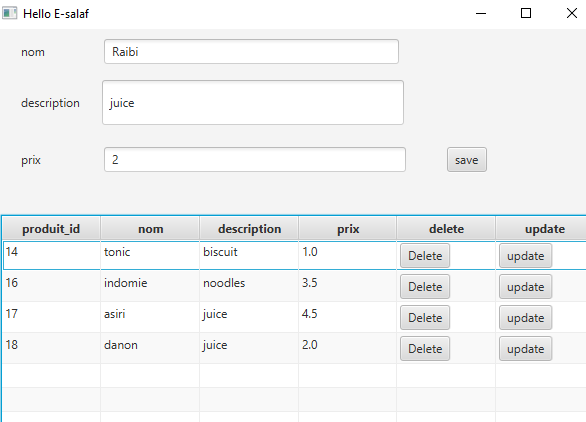 Hello E-salaf
nom Raibi
description juice
prix 2 save
produit_id nom description prix delete update
14 tonic biscuit 1.0 Delete update
16 indomie noodles 3.5 Delete update
17 asiri juice 4.5 Delete update
18 danon juice 2.0 Delete update